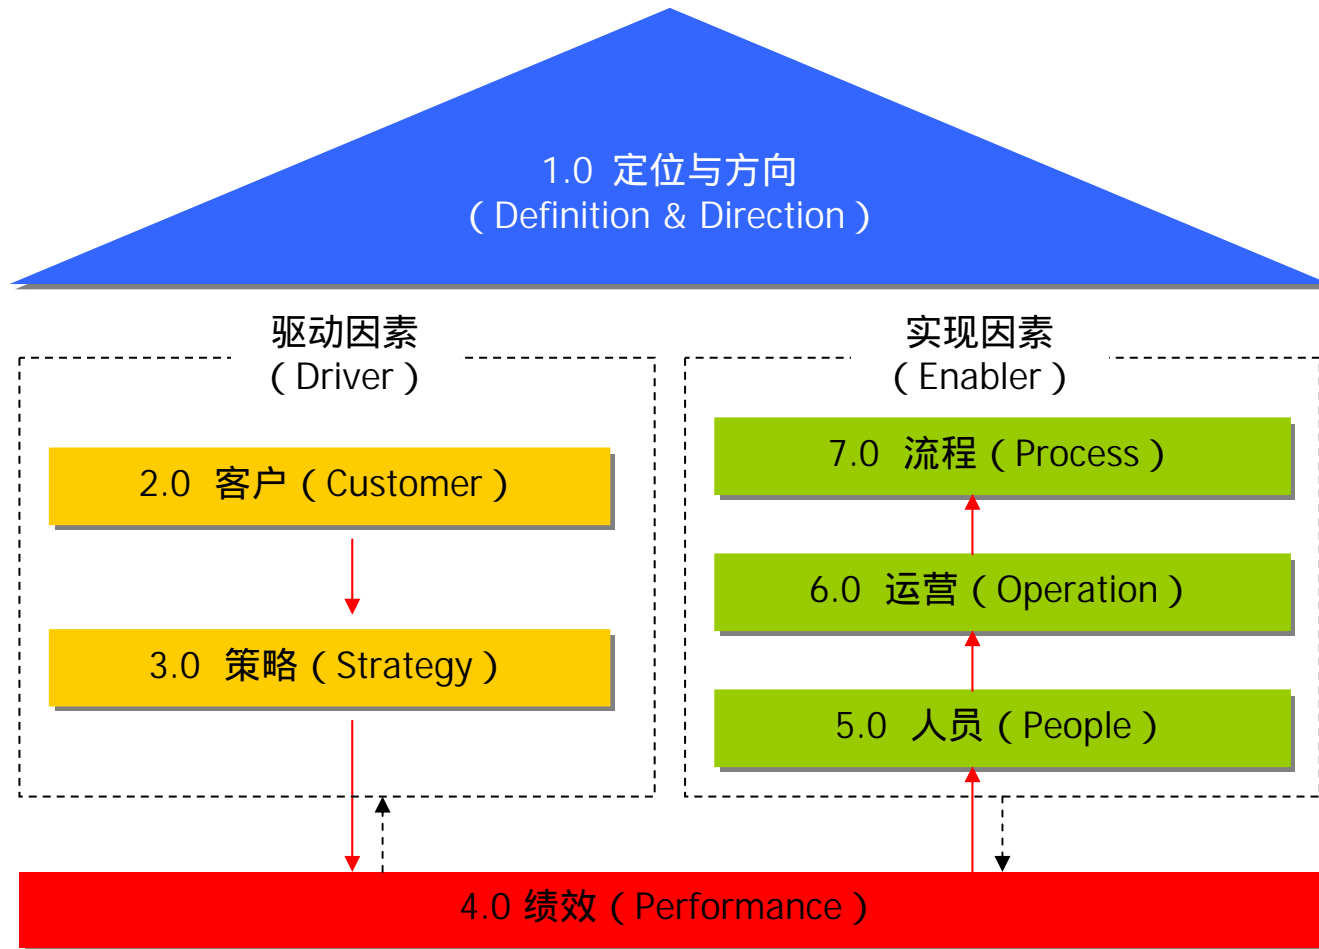 1.0 定位与方向
（Definition & Direction）
驱动因素
（Driver）
2.0 客户（Customer）
3.0 策略（Strategy）
实现因素
（Enabler）
7.0 流程（Process）
6.0 运营（Operation）
5.0 人员（People）
4.0 绩效（Performance）